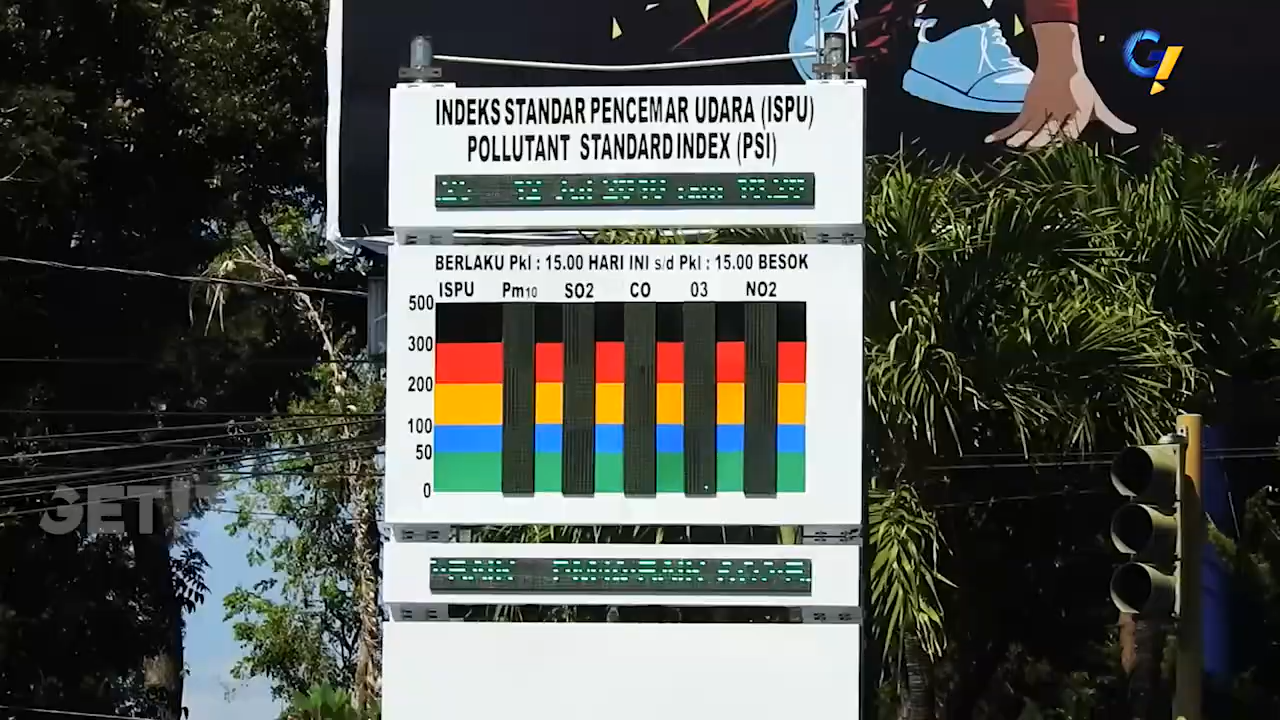 INDEKS STANDAR PENCEMAR UDARA (ISPU)
POLLUTANT STANDARD INDEX (PSI)
BERLAKU Pkl : 15.00 HARI INI s/d Pkl : 15.00 BESOK
ISPU Pm10 SO2 CO 03 NO2
500
300
200
100
50
0
G!